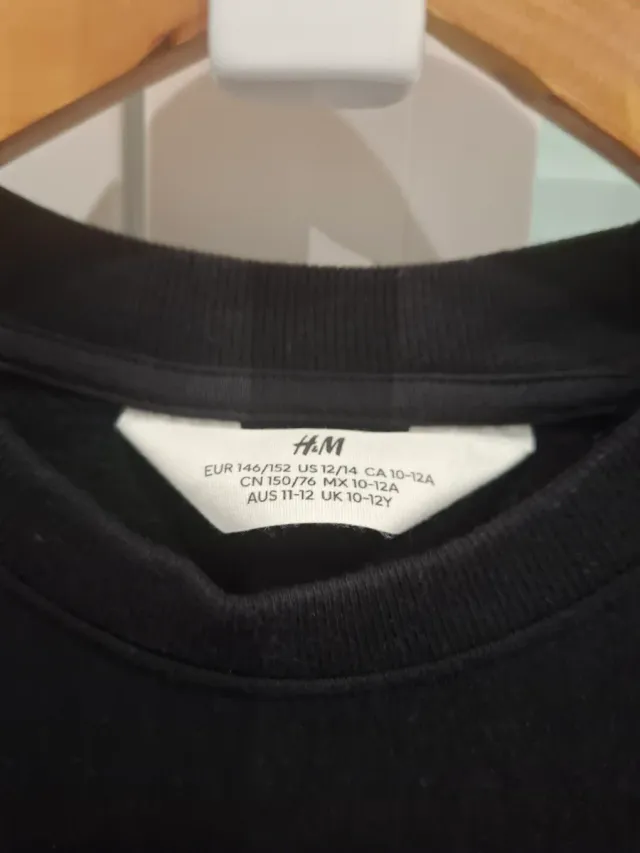 H&M
EUR 146/152 US 12/14 CA 10-12A
CN 150/76 MX 10-12A
AUS 11-12 UK 10-12Y